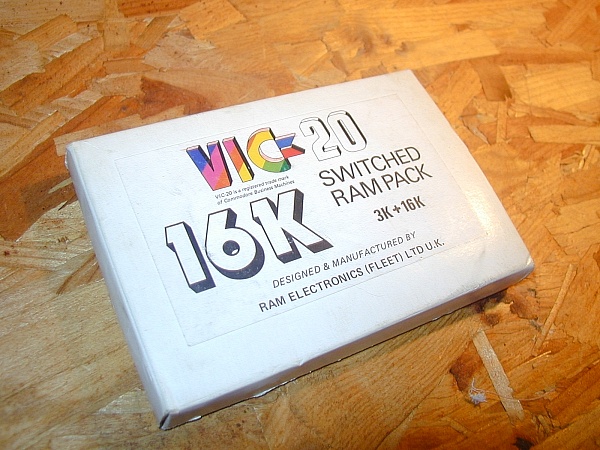 VIC-20
VIC-20 is a registered trade mark
of Commodore Business Machines
SWITCHED
RAM PACK
16K
3K+16K
DESIGNED & MANUFACTURED BY
RAM ELECTRONICS (FLEET) LTD U.K.